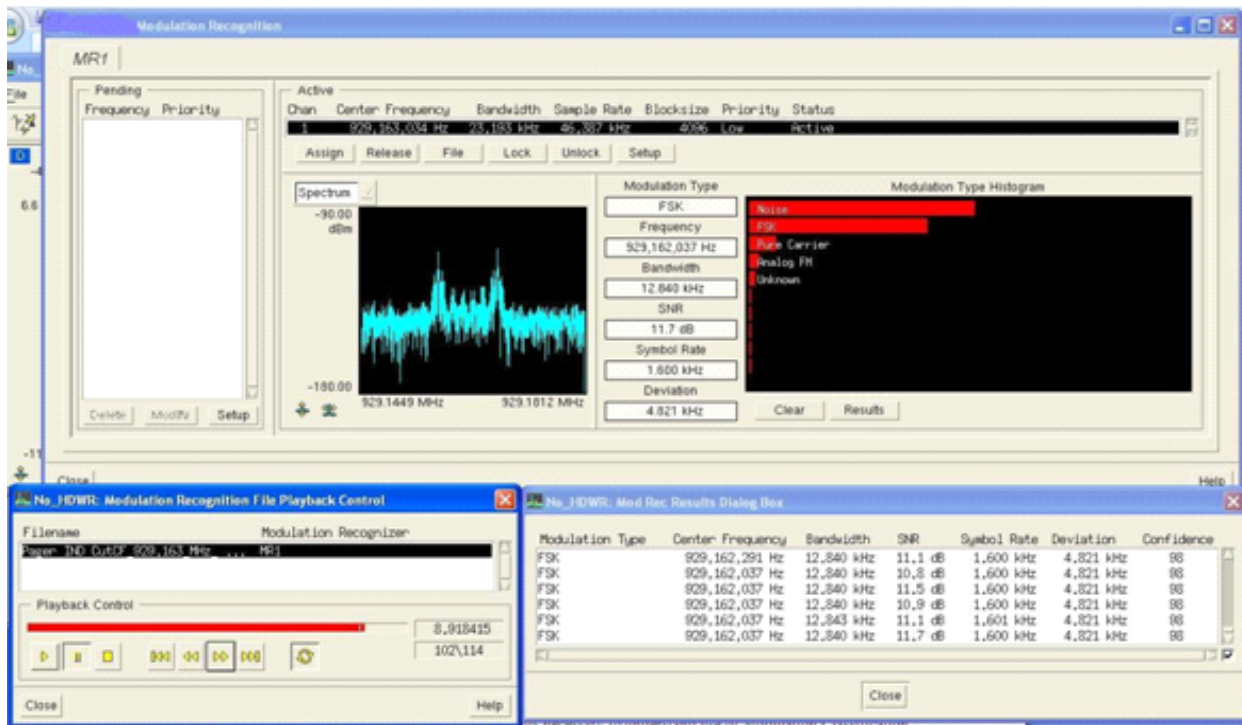 Modulation Recognition
MR1
Pending
Frequency Priority
Active
Chan Center Frequency Bandwidth Sample Rate Blocksize Priority Status
1 929,163,034 Hz 23,193 kHz 46,387 kHz 4096 Low Active
Assign Release File Lock Unlock Setup
Spectrum
-90.00
dBm
-180.00
929.1449 MHz 929.1812 MHz
Modulation Type
FSK
Frequency
929,162,037 Hz
Bandwidth
12.840 kHz
SNR
11.7 dB
Symbol Rate
1.600 kHz
Deviation
4.821 kHz
Modulation Type Histogram
Noise
FSK
Pure Carrier
Analog FM
Unknown
Clear Results
Delete Modify Setup
Close Help
File
D
6.6
-11
No_HDWR: Modulation Recognition File Playback Control
Filename Modulation Recognizer
Pager IND CutCF 929,163 MHz ... MR1
Playback Control
8,918415
102\114
Close Help
No_HDWR: Mod Rec Results Dialog Box
Modulation Type Center Frequency Bandwidth SNR Symbol Rate Deviation Confidence
FSK 929,162,291 Hz 12,840 kHz 11,1 dB 1,600 kHz 4,821 kHz 98
FSK 929,162,037 Hz 12,840 kHz 10,8 dB 1,600 kHz 4,821 kHz 98
FSK 929,162,037 Hz 12,840 kHz 11.5 dB 1,600 kHz 4,821 kHz 98
FSK 929,162,037 Hz 12,840 kHz 10,9 dB 1,600 kHz 4,821 kHz 98
FSK 929,162,037 Hz 12,843 kHz 11,1 dB 1,601 kHz 4,821 kHz 98
FSK 929,162,037 Hz 12,840 kHz 11.7 dB 1,600 kHz 4,821 kHz 98
Close